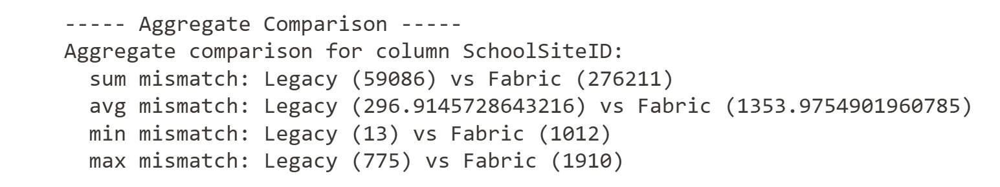 ----- Aggregate Comparison -----
Aggregate comparison for column SchoolSiteID:
  sum mismatch: Legacy (59086) vs Fabric (276211)
  avg mismatch: Legacy (296.9145728643216) vs Fabric (1353.9754901960785)
  min mismatch: Legacy (13) vs Fabric (1012)
  max mismatch: Legacy (775) vs Fabric (1910)